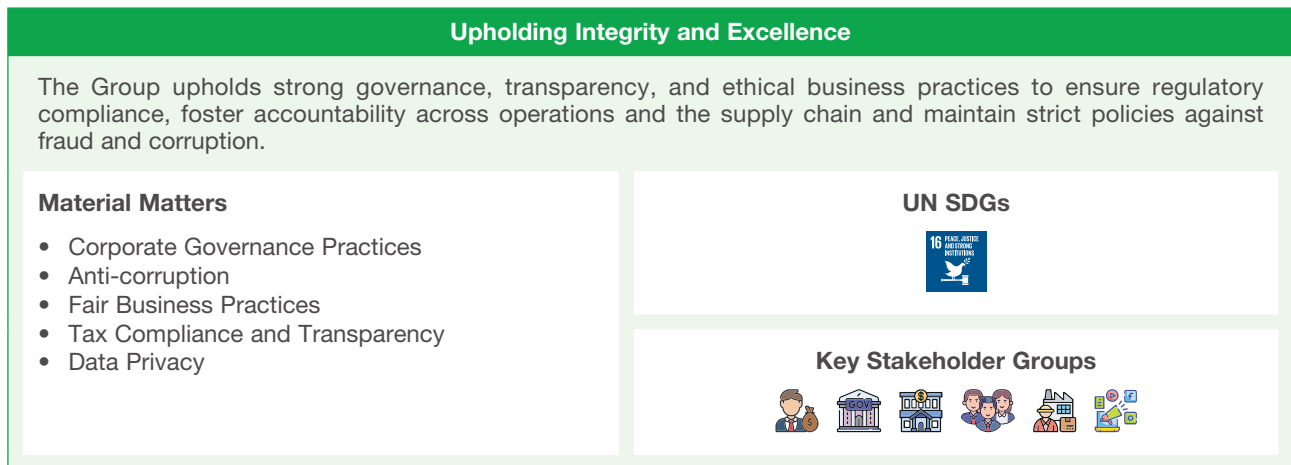 Upholding Integrity and Excellence
The Group upholds strong governance, transparency, and ethical business practices to ensure regulatory
compliance, foster accountability across operations and the supply chain and maintain strict policies against
fraud and corruption.
Material Matters
• Corporate Governance Practices
• Anti-corruption
• Fair Business Practices
• Tax Compliance and Transparency
• Data Privacy
UN SDGs
16 PEACE, JUSTICE
AND STRONG
INSTITUTIONS
Key Stakeholder Groups
GOV